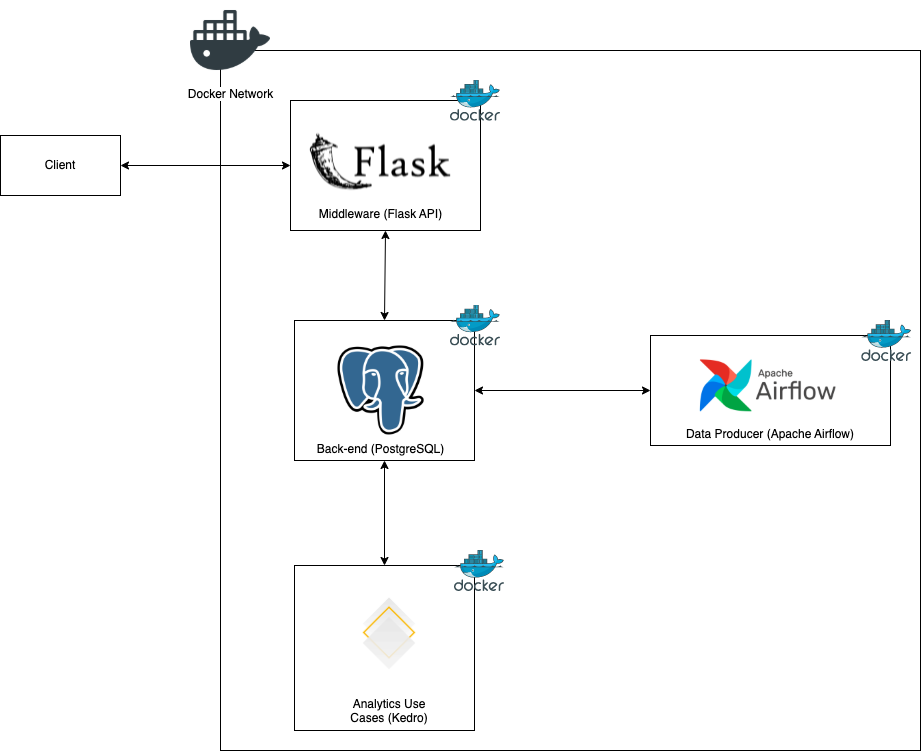 Docker Network
docker
Client
Flask
Middleware (Flask API)
docker
Back-end (PostgreSQL)
docker
Apache
Airflow
Data Producer (Apache Airflow)
docker
Analytics Use
Cases (Kedro)